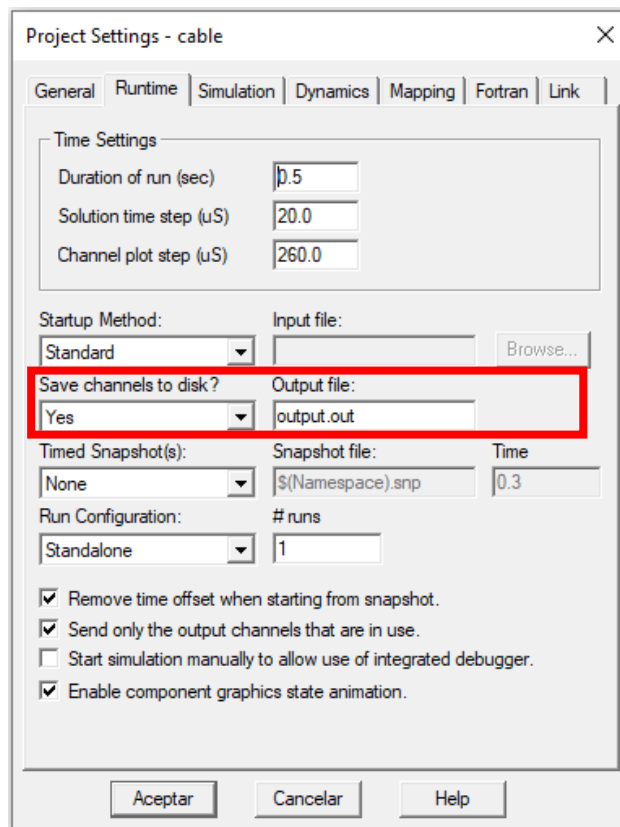 Project Settings - cable
General Runtime Simulation Dynamics Mapping Fortran Link
Time Settings
Duration of run (sec) 0.5
Solution time step (uS) 20.0
Channel plot step (uS) 260.0
Startup Method: Input file:
Standard Browse...
Save channels to disk? Output file:
Yes output.out
Timed Snapshot(s): Snapshot file: Time
None $(Namespace).snp 0.3
Run Configuration: # runs
Standalone 1
Remove time offset when starting from snapshot.
Send only the output channels that are in use.
Start simulation manually to allow use of integrated debugger.
Enable component graphics state animation.
Aceptar Cancelar Help